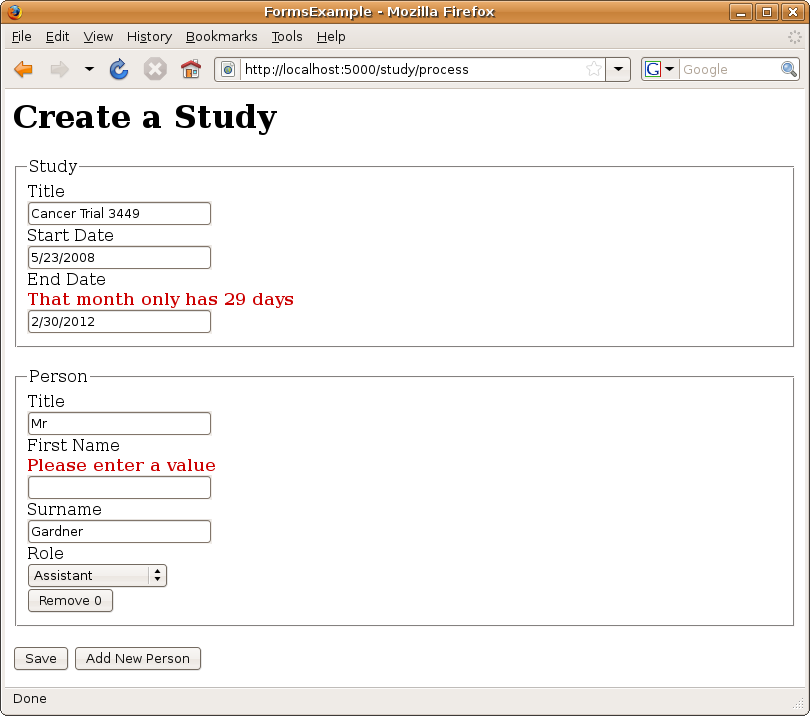 FormsExample - Mozilla Firefox
File Edit View History Bookmarks Tools Help
http://localhost:5000/study/process G Google
Create a Study
Study
Title
Cancer Trial 3449
Start Date
5/23/2008
End Date
That month only has 29 days
2/30/2012
Person
Title
Mr
First Name
Please enter a value
Surname
Gardner
Role
Assistant
Remove 0
Save Add New Person
Done